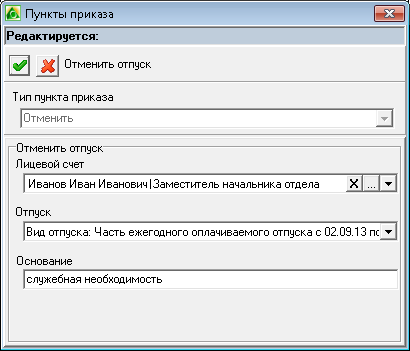 Пункты приказа
Редактируется:
Отменить отпуск
Тип пункта приказа
Отменить
Отменить отпуск
Лицевой счет
Иванов Иван Иванович|Заместитель начальника отдела X ...
Отпуск
Вид отпуска: Часть ежегодного оплачиваемого отпуска с 02.09.13 по
Основание
служебная необходимость